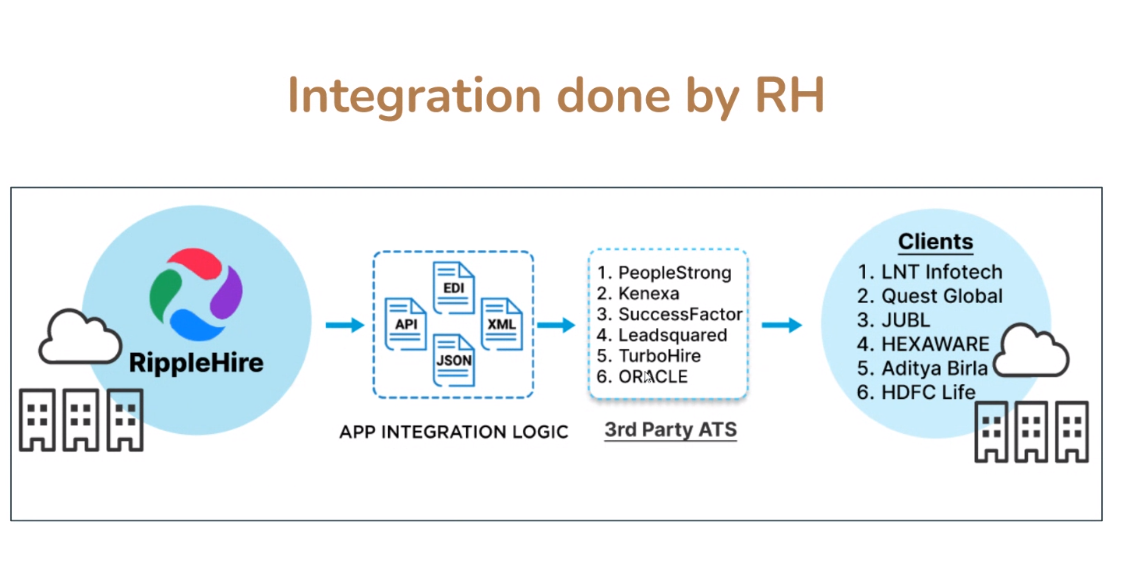 Integration done by RH
RippleHire
EDI
API
XML
JSON
APP INTEGRATION LOGIC
1. PeopleStrong
2. Kenexa
3. SuccessFactor
4. Leadsquared
5. TurboHire
6. ORACLE
3rd Party ATS
Clients
1. LNT Infotech
2. Quest Global
3. JUBL
4. HEXAWARE
5. Aditya Birla
6. HDFC Life